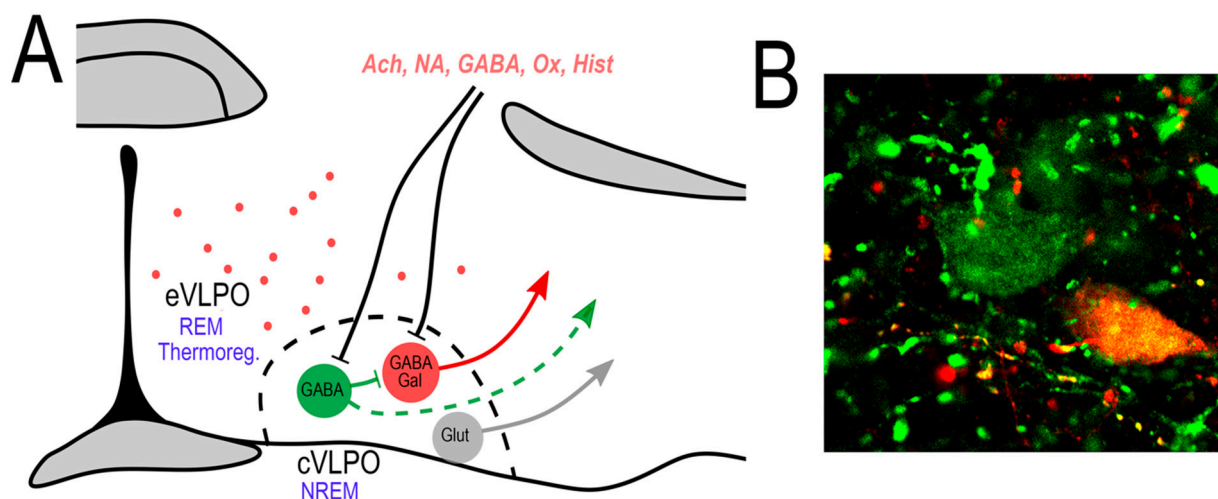 A
Ach, NA, GABA, Ox, Hist
B
eVLPO
REM
Thermoreg.
GABA
GABA
Gal
Glut
cVLPO
NREM